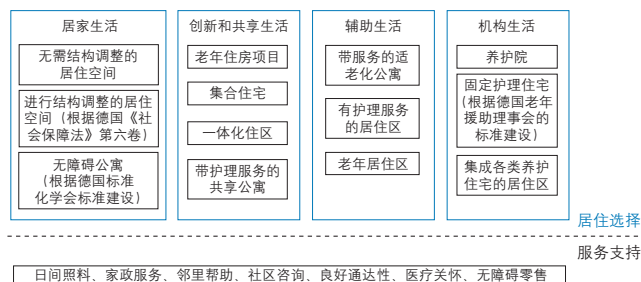 居家生活
无需结构调整的
居住空间
进行结构调整的居住
空间（根据德国《社
会保障法》第六卷）
无障碍公寓
（根据德国标准
化学会标准建设）
创新和共享生活
老年住房项目
集合住宅
一体化住区
带护理服务的
共享公寓
辅助生活
带服务的适
老化公寓
有护理服务
的居住区
老年居住区
机构生活
养护院
固定护理住宅
（根据德国老年
援助理事会的
标准建设）
集成各类养护
住宅的居住区
居住选择
服务支持
日间照料、家政服务、邻里帮助、社区咨询、良好通达性、医疗关怀、无障碍零售